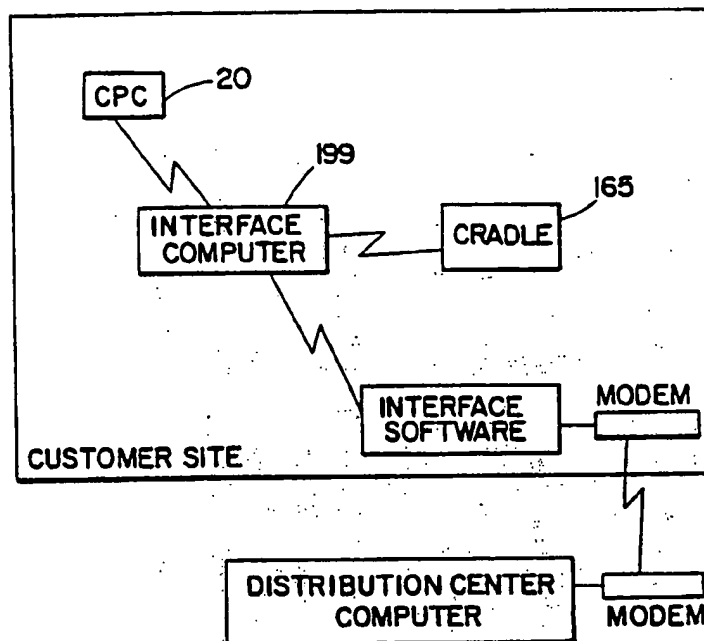 CPC
20
199
165
INTERFACE
COMPUTER
CRADLE
INTERFACE
SOFTWARE
MODEM
CUSTOMER SITE
DISTRIBUTION CENTER
COMPUTER
MODEM